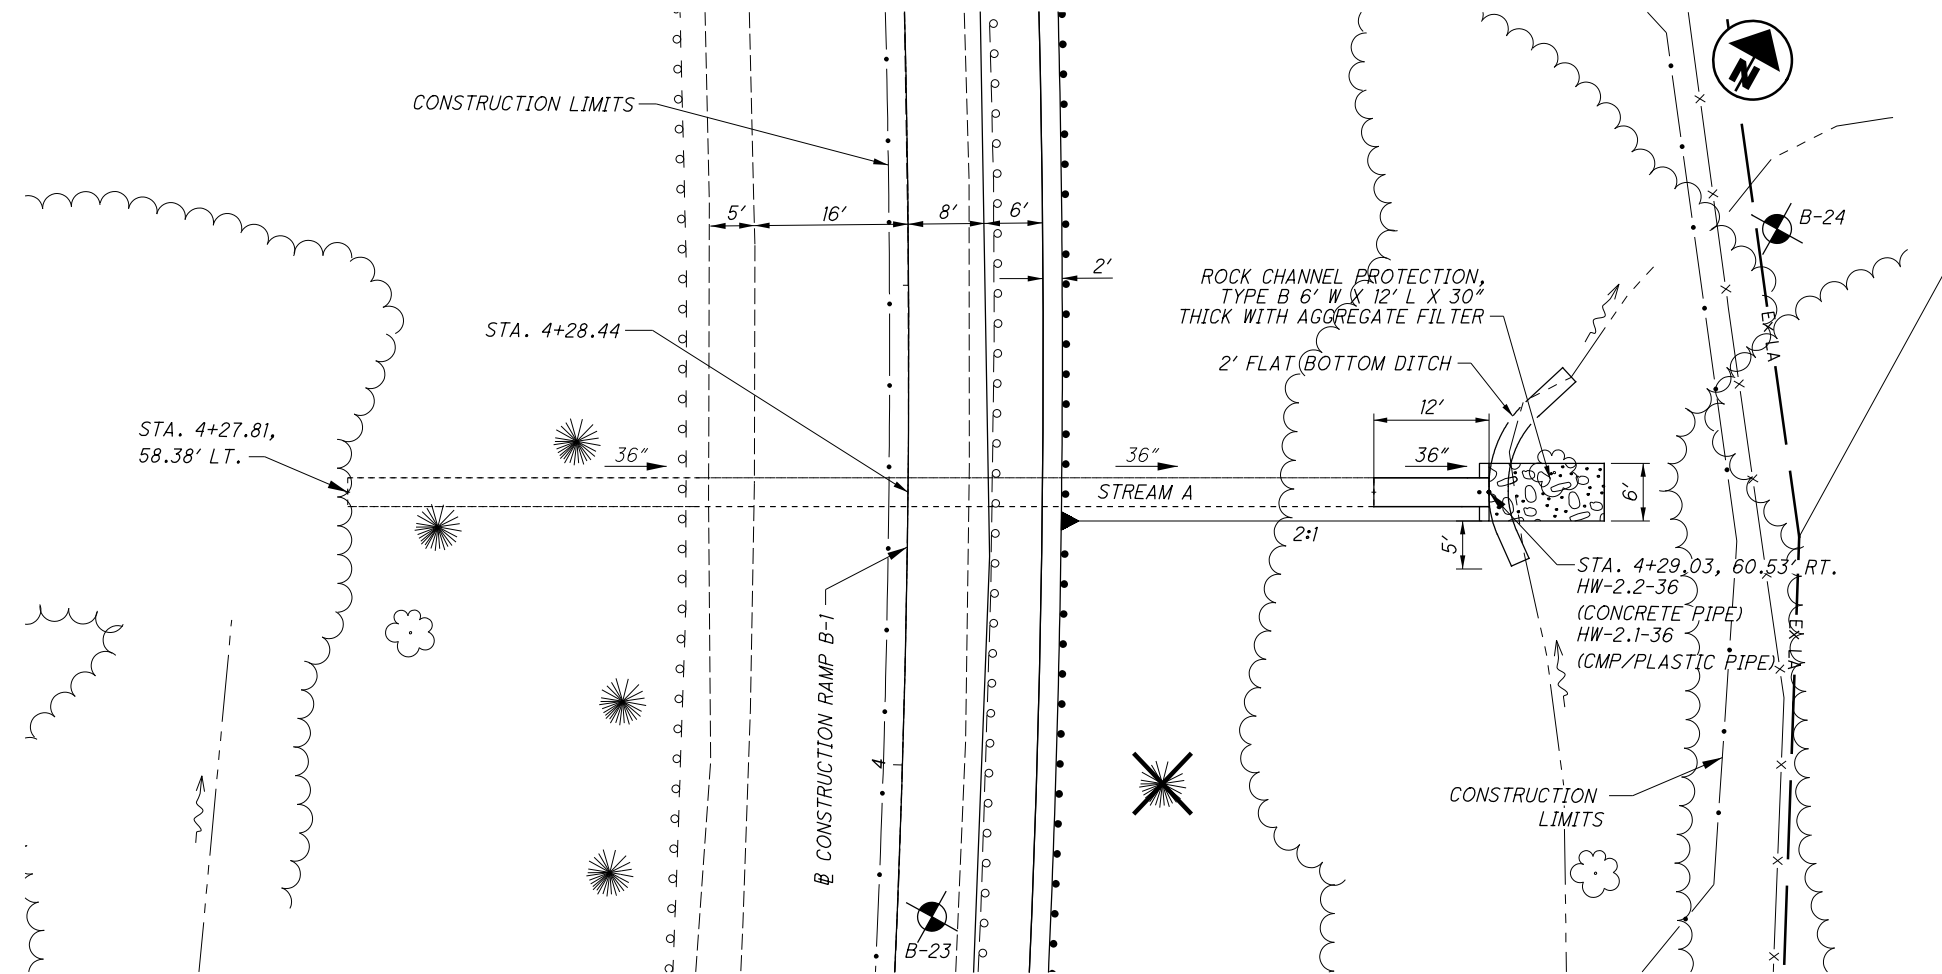 N
CONSTRUCTION LIMITS
B-24
5' 16' 8' 6'
2'
ROCK CHANNEL PROTECTION,
TYPE B 6' W X 12' L X 30"
THICK WITH AGGREGATE FILTER
EX LA
STA. 4+28.44
2' FLAT BOTTOM DITCH
12'
STA. 4+27.81,
58.38' LT.
36"
36"
36"
STREAM A
6'
2:1
5'
STA. 4+29.03, 60.53' RT.
HW-2.2-36
(CONCRETE PIPE)
HW-2.1-36
(CMP/PLASTIC PIPE)
EX LA
℄ CONSTRUCTION RAMP B-1
4
CONSTRUCTION
LIMITS
B-23